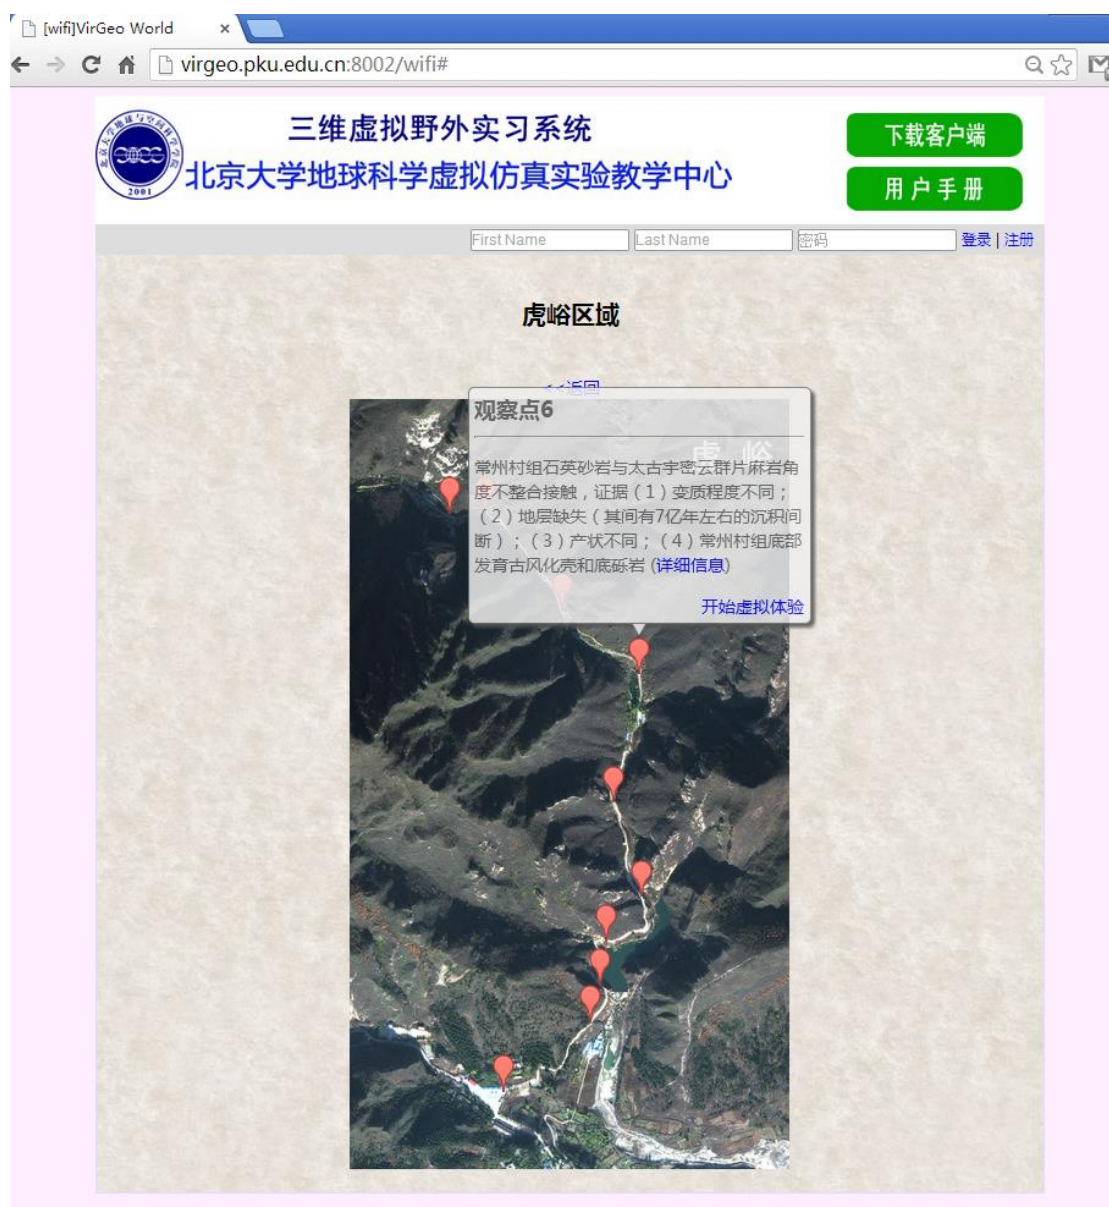 [wifi]VirGeo World
virgeo.pku.edu.cn:8002/wifi#
三维虚拟野外实习系统
北京大学地球科学虚拟仿真实验教学中心
下载客户端
用户手册
2001
First Name Last Name 密码 登录 | 注册
虎峪区域
<<返回
虎 峪
观察点6
常州村组石英砂岩与太古宇密云群片麻岩角
度不整合接触，证据（1）变质程度不同；
（2）地层缺失（其间有7亿年左右的沉积间
断）；（3）产状不同；（4）常州村组底部
发育古风化壳和底砾岩 (详细信息)
开始虚拟体验